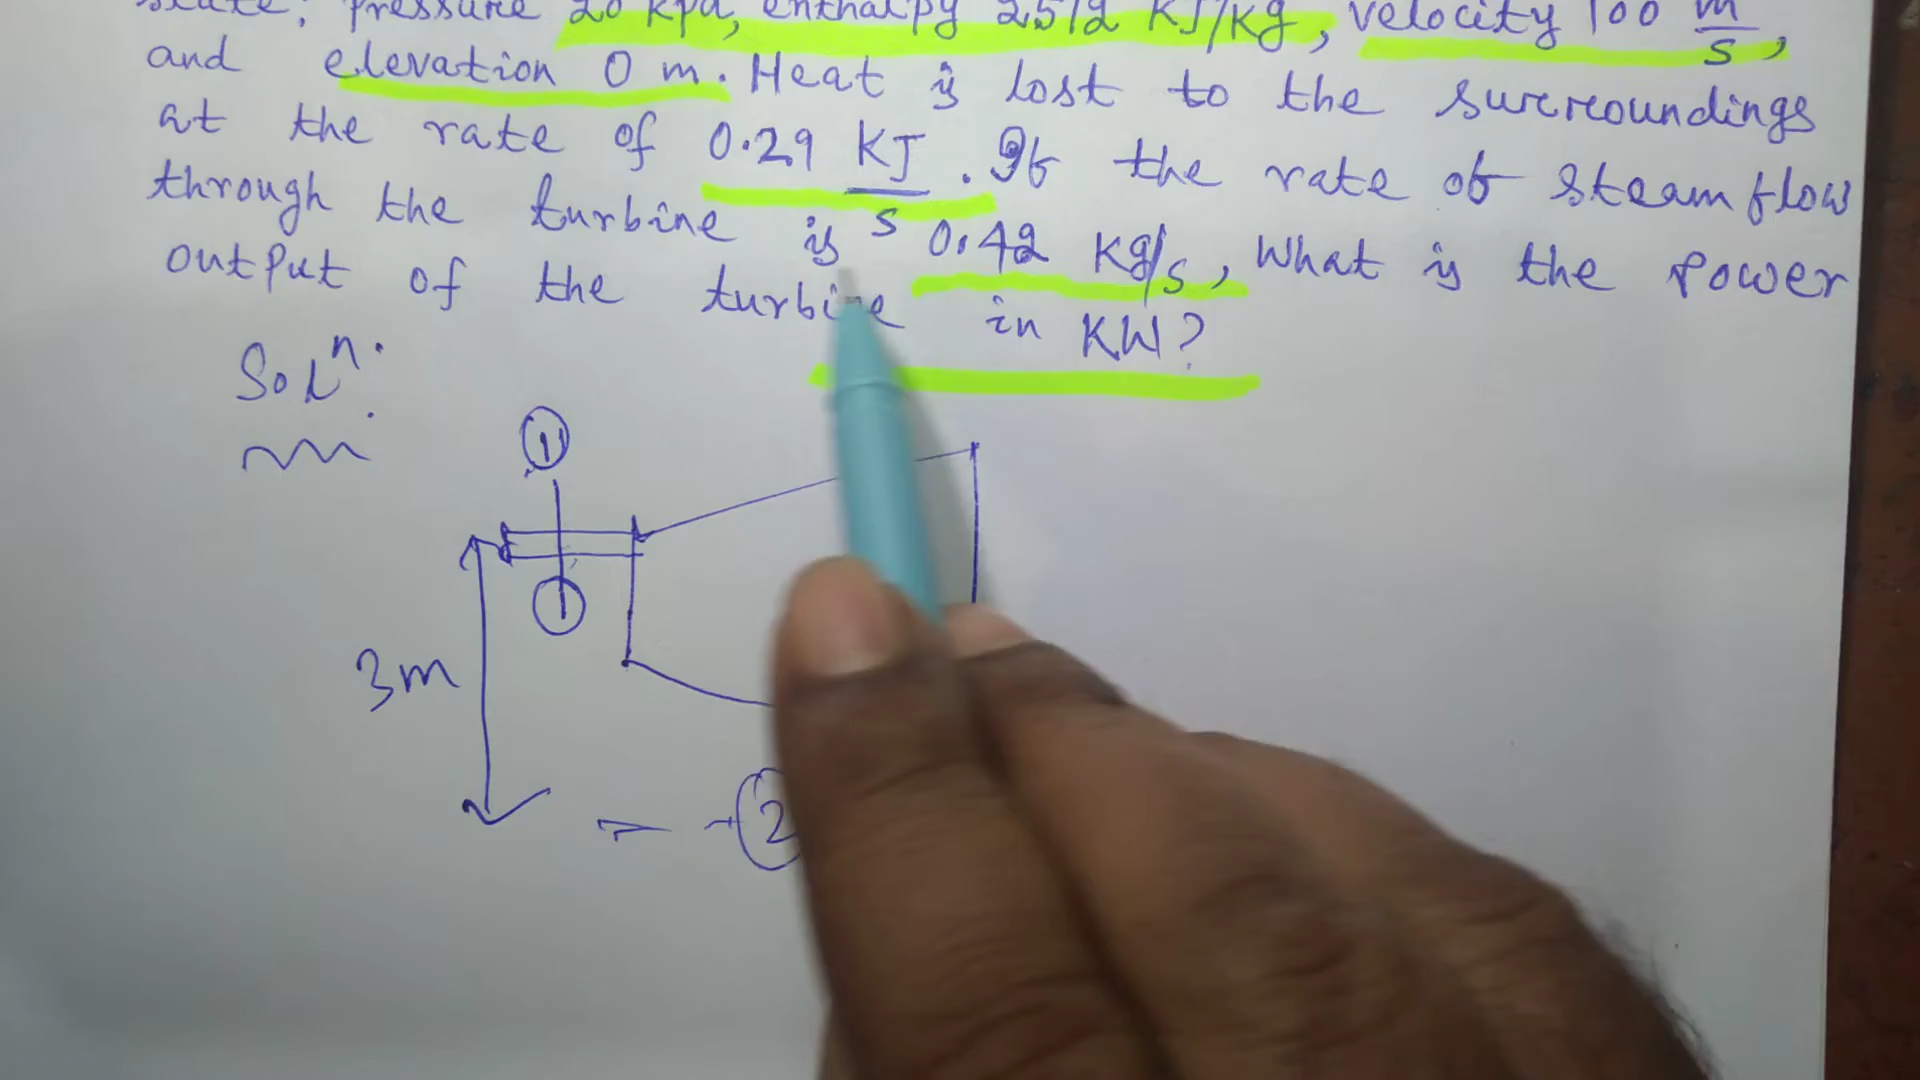 state: Pressure 20 kpa, enthalpy 2512 KJ/Kg, velocity 100 m/s,
and elevation 0 m. Heat is lost to the surroundings
at the rate of 0.29 KJ/s. If the rate of steam flow
through the turbine is 0.42 Kg/s, What is the Power
output of the turbine in KW?
Soln:
1
3m
2